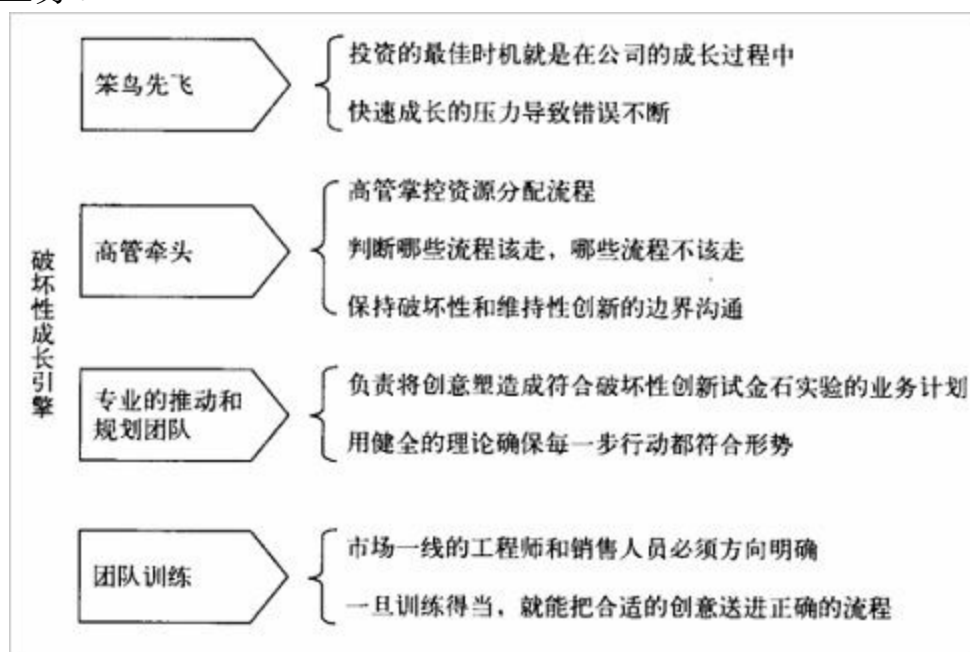 破坏性成长引擎
笨鸟先飞
投资的最佳时机就是在公司的成长过程中
快速成长的压力导致错误不断
高管牵头
高管掌控资源分配流程
判断哪些流程该走，哪些流程不该走
保持破坏性和维持性创新的边界沟通
专业的推动和
规划团队
负责将创意塑造成符合破坏性创新试金石实验的业务计划
用健全的理论确保每一步行动都符合形势
团队训练
市场一线的工程师和销售人员必须方向明确
一旦训练得当，就能把合适的创意送进正确的流程